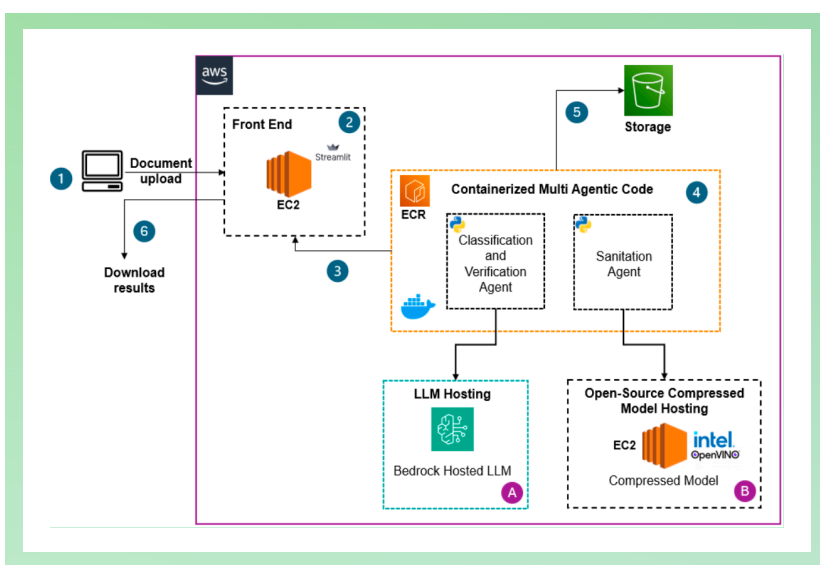 aws
Front End
2
Streamlit
EC2
1
Document
upload
6
Download
results
3
5
Storage
ECR
Containerized Multi Agentic Code
4
Classification
and
Verification
Agent
Sanitation
Agent
LLM Hosting
Bedrock Hosted LLM
A
Open-Source Compressed
Model Hosting
EC2
intel.
OpenVINO
Compressed Model
B